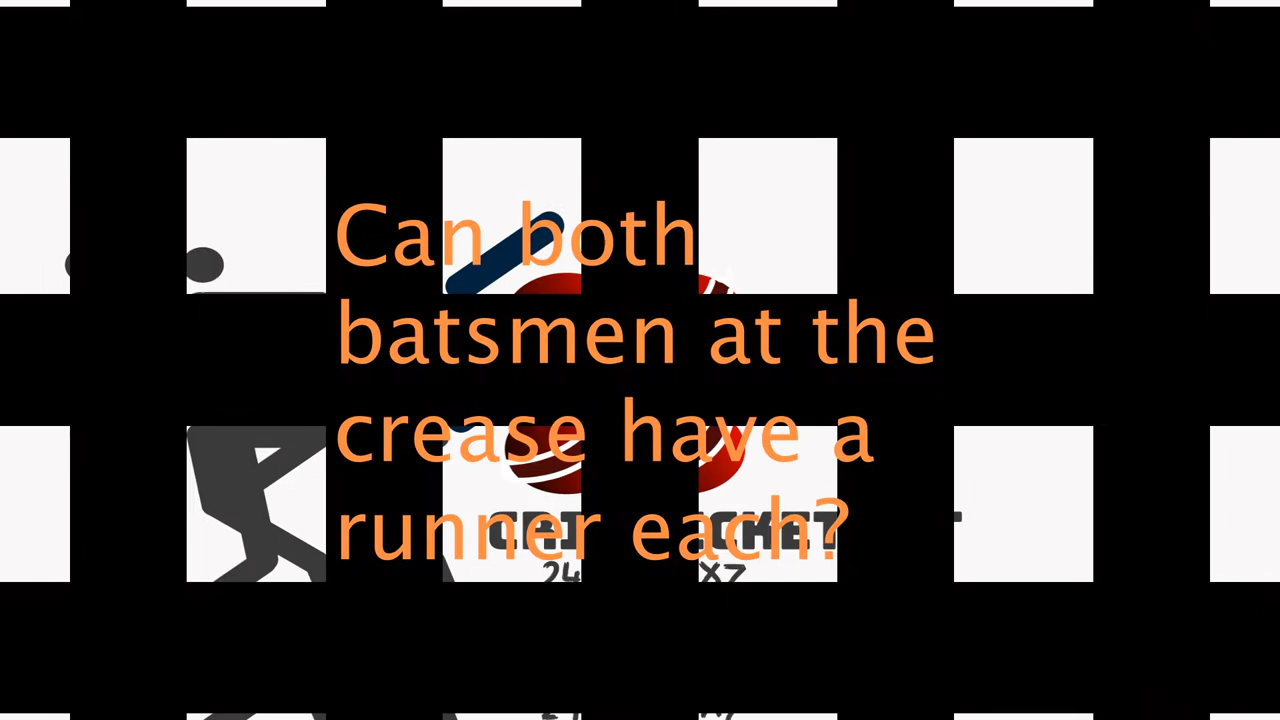 Can both
batsmen at the
crease have a
runner each?